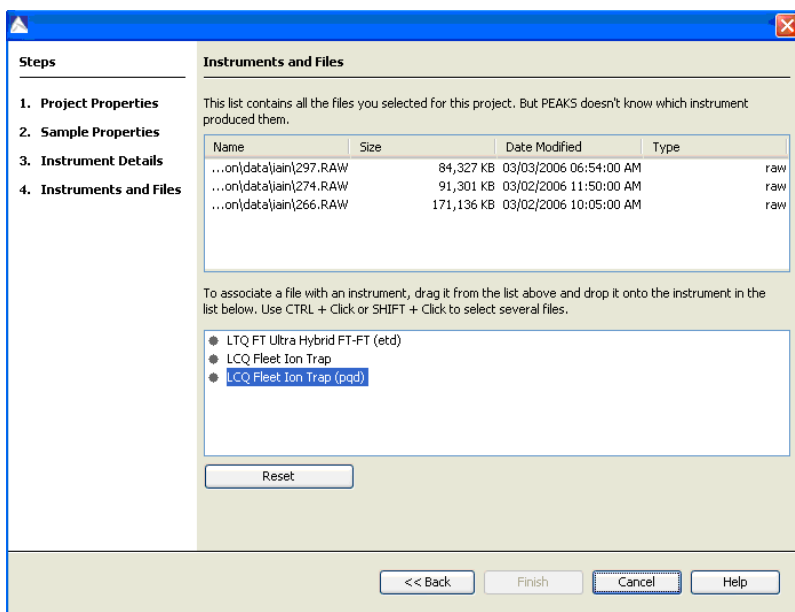 Steps
1. Project Properties
2. Sample Properties
3. Instrument Details
4. Instruments and Files
Instruments and Files
This list contains all the files you selected for this project. But PEAKS doesn't know which instrument
produced them.
Name Size Date Modified Type
...on\data\iain\297.RAW 84,327 KB 03/03/2006 06:54:00 AM raw
...on\data\iain\274.RAW 91,301 KB 03/02/2006 11:50:00 AM raw
...on\data\iain\266.RAW 171,136 KB 03/02/2006 10:05:00 AM raw
To associate a file with an instrument, drag it from the list above and drop it onto the instrument in the
list below. Use CTRL + Click or SHIFT + Click to select several files.
LTQ FT Ultra Hybrid FT-FT (etd)
LCQ Fleet Ion Trap
LCQ Fleet Ion Trap (pqd)
Reset
<< Back Finish Cancel Help